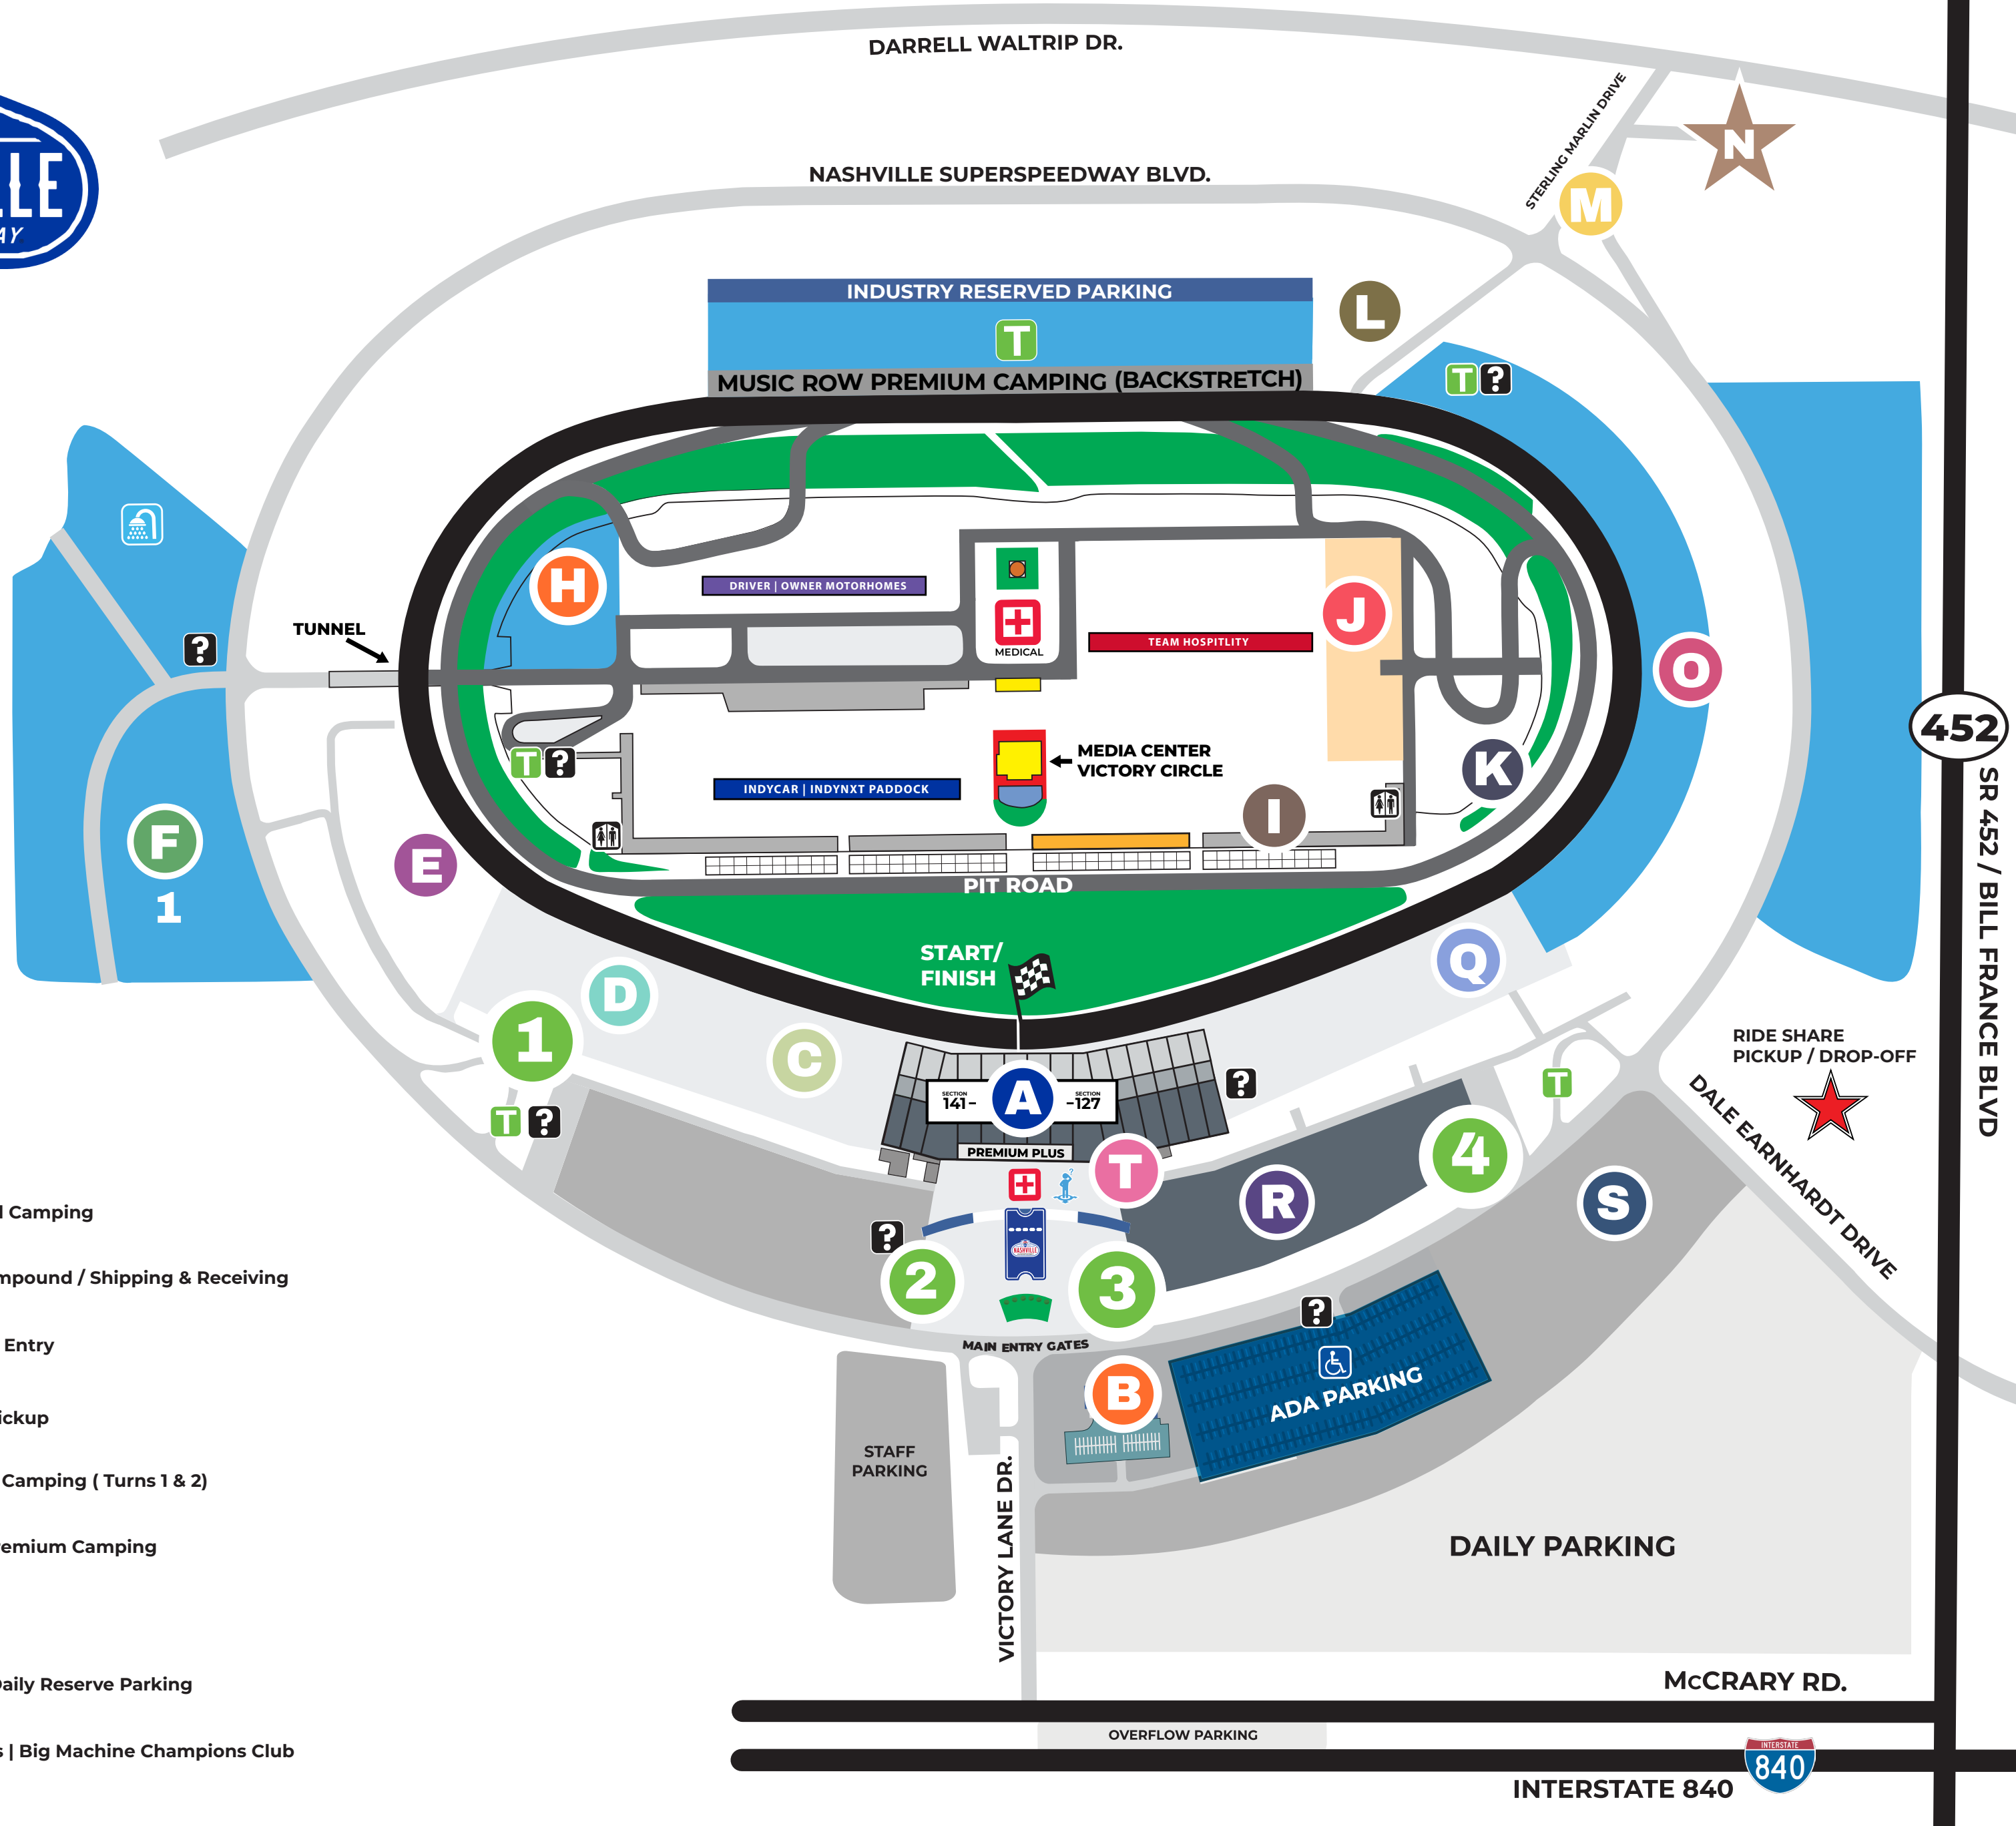 DARRELL WALTRIP DR.
STERLING MARLIN DRIVE
N
M
LLE
AY
NASHVILLE SUPERSPEEDWAY BLVD.
INDUSTRY RESERVED PARKING
L
T
MUSIC ROW PREMIUM CAMPING (BACKSTRETCH)
T ?
H
DRIVER | OWNER MOTORHOMES
J
MEDICAL
TEAM HOSPITLITY
TUNNEL
?
O
452
SR 452 / BILL FRANCE BLVD
MEDIA CENTER
VICTORY CIRCLE
T ?
K
INDYCAR | INDYNXT PADDOCK
I
F
1
E
PIT ROAD
START/
FINISH
Q
D
1
C
RIDE SHARE
PICKUP / DROP-OFF
T
?
SECTION
141-
A
SECTION
-127
DALE EARNHARDT DRIVE
T ?
PREMIUM PLUS
T
4
R
S
l Camping
?
NASHVILLE
2
3
mpound / Shipping & Receiving
?
MAIN ENTRY GATES
Entry
B
ADA PARKING
ickup
STAFF
PARKING
Camping ( Turns 1 & 2)
VICTORY LANE DR.
emium Camping
DAILY PARKING
aily Reserve Parking
McCRARY RD.
OVERFLOW PARKING
s | Big Machine Champions Club
INTERSTATE
840
INTERSTATE 840